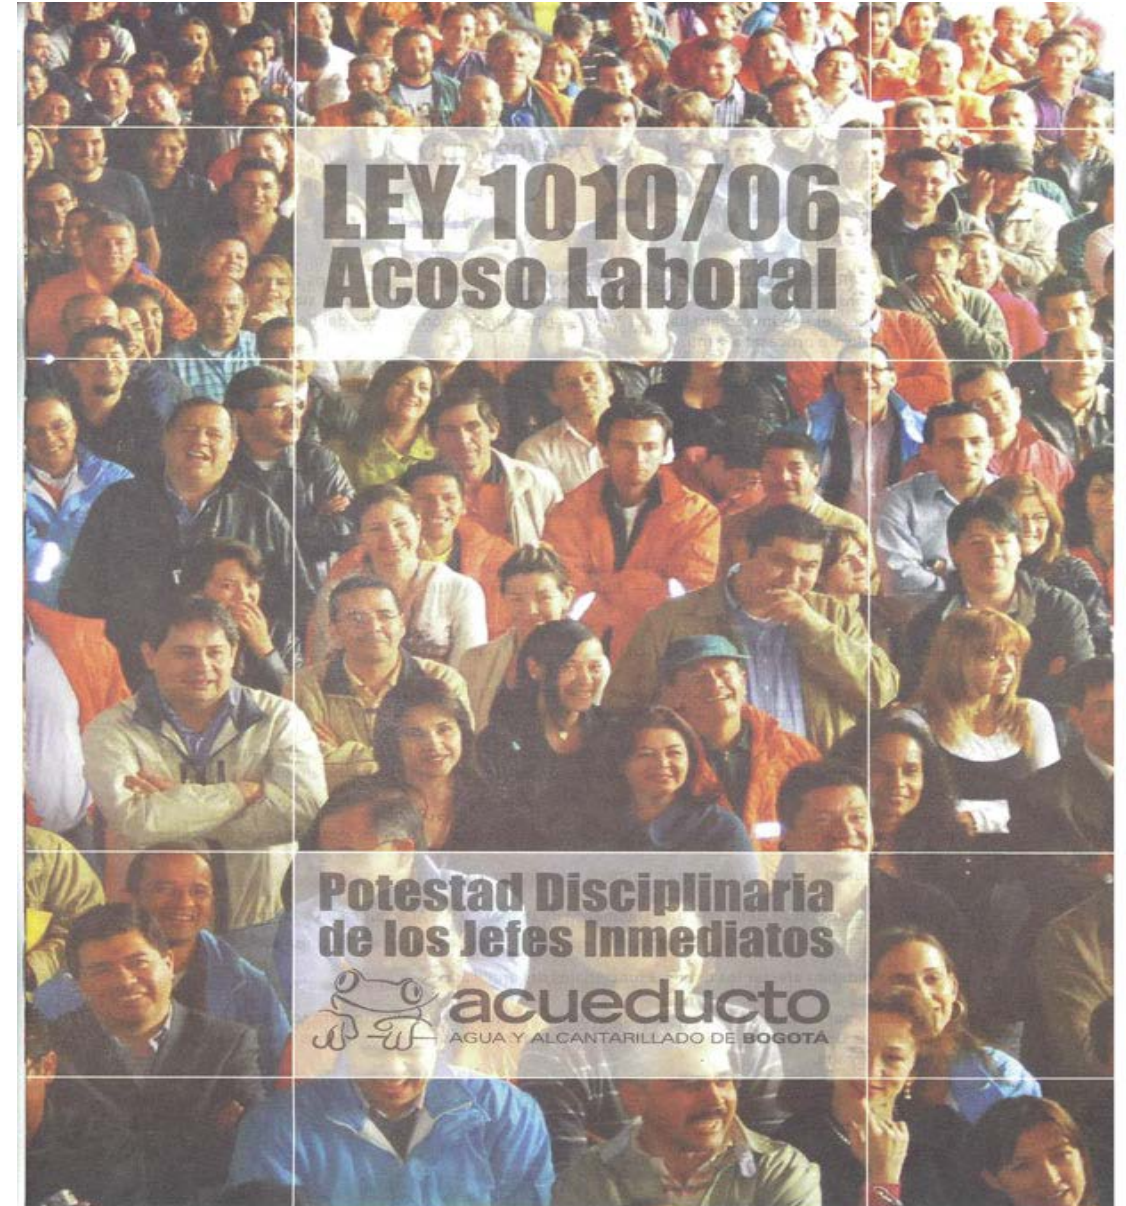 LEY 1010/06
Acoso Laboral
Potestad Disciplinaria
de los Jefes Inmediatos
acueducto
AGUA Y ALCANTARILLADO DE BOGOTÁ